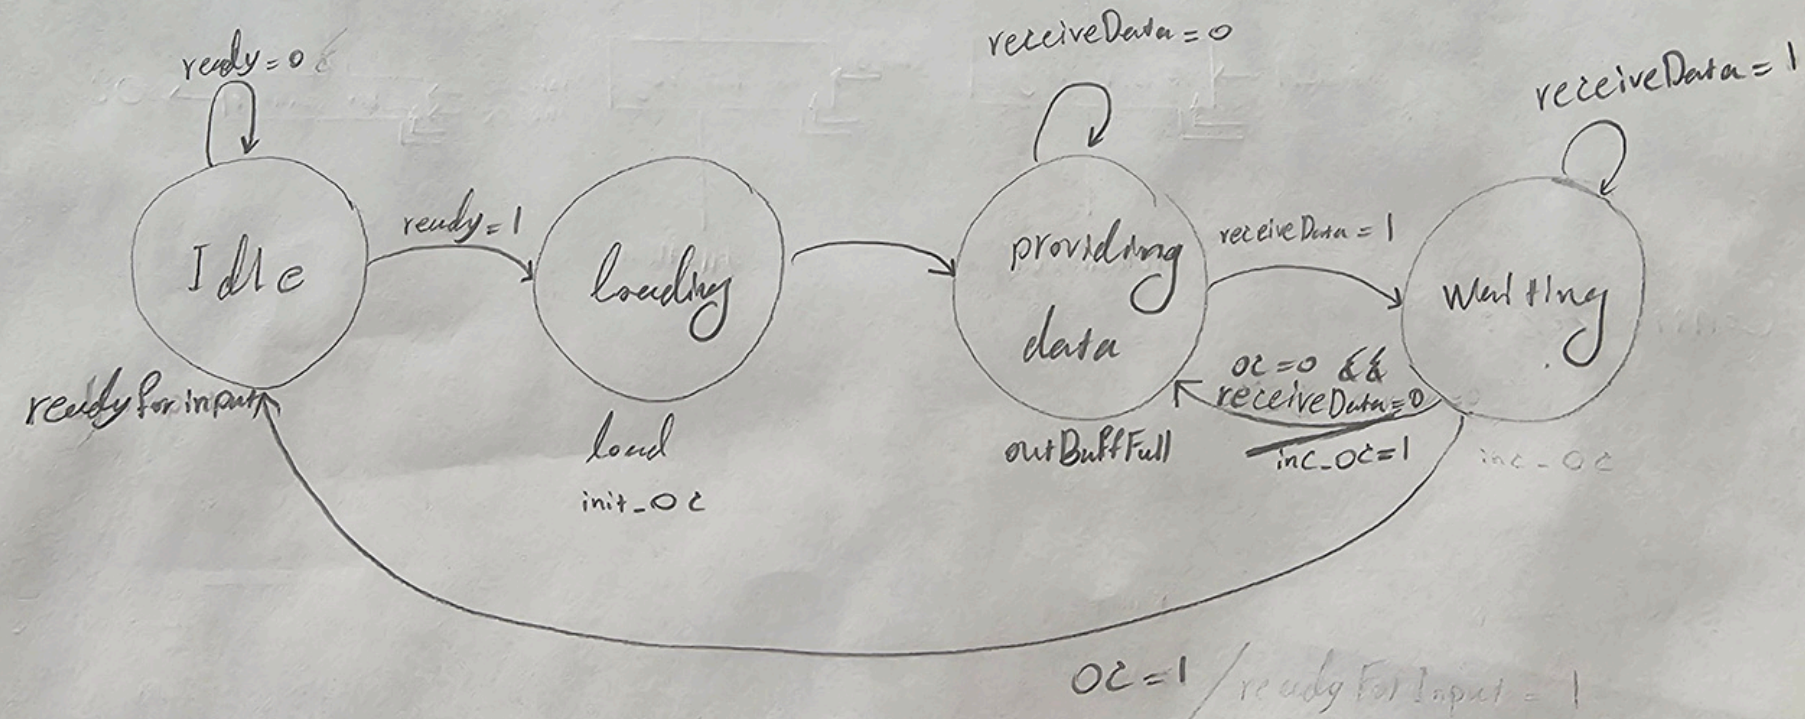 ready = 0
receiveData = 0
receiveData = 1
Idle
ready = 1
loading
providing
data
receiveData = 1
waiting
readyForinput
load
init_OC
outBuffFull
OC = 0 &&
receiveData = 0
inc_OC = 1
inc_OC
OC = 1 / readyForInput = 1